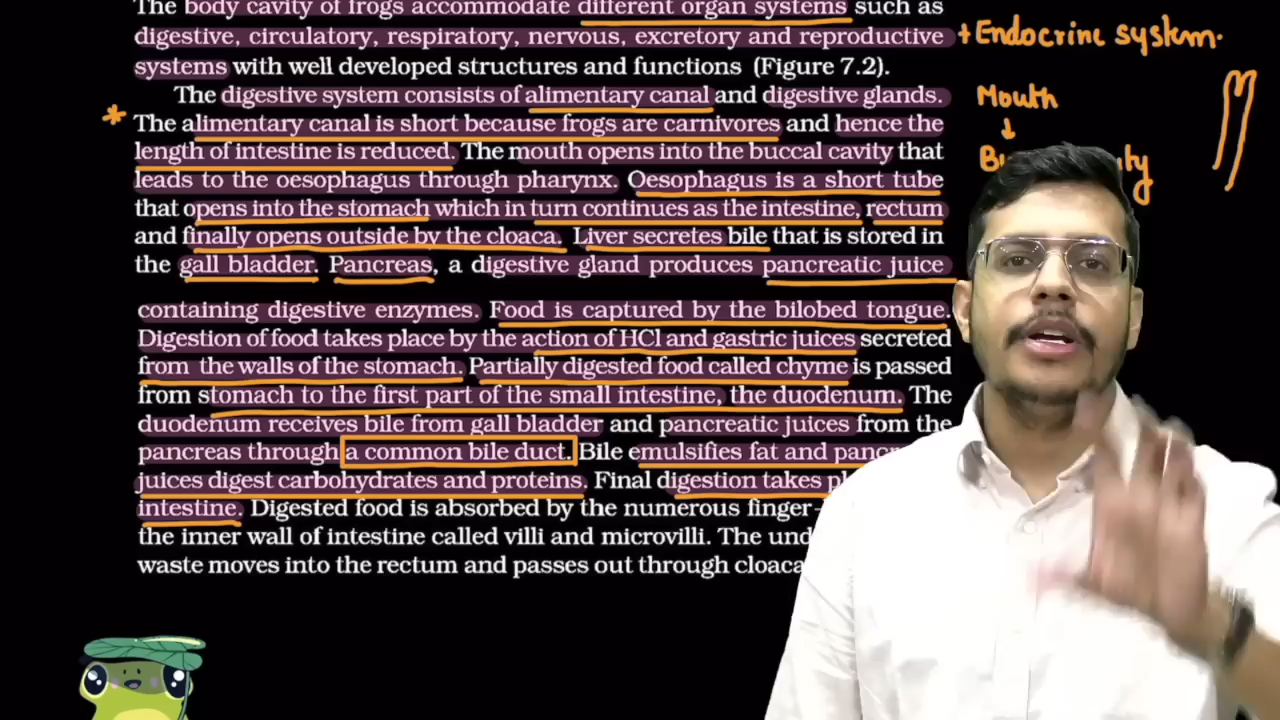 The body cavity of frogs accommodate different organ systems such as
digestive, circulatory, respiratory, nervous, excretory and reproductive
systems with well developed structures and functions (Figure 7.2).
The digestive system consists of alimentary canal and digestive glands.
The alimentary canal is short because frogs are carnivores and hence the
length of intestine is reduced. The mouth opens into the buccal cavity that
leads to the oesophagus through pharynx. Oesophagus is a short tube
that opens into the stomach which in turn continues as the intestine, rectum
and finally opens outside by the cloaca. Liver secretes bile that is stored in
the gall bladder. Pancreas, a digestive gland produces pancreatic juice
containing digestive enzymes. Food is captured by the bilobed tongue.
Digestion of food takes place by the action of HCl and gastric juices secreted
from the walls of the stomach. Partially digested food called chyme is passed
from stomach to the first part of the small intestine, the duodenum. The
duodenum receives bile from gall bladder and pancreatic juices from the
pancreas through a common bile duct. Bile emulsifies fat and
juices digest carbohydrates and proteins. Final digestion takes
intestine. Digested food is absorbed by the numerous finger-
the inner wall of intestine called villi and microvilli. The
waste moves into the rectum and passes out through cloaca
+ Endocrine system.
Mouth
↓